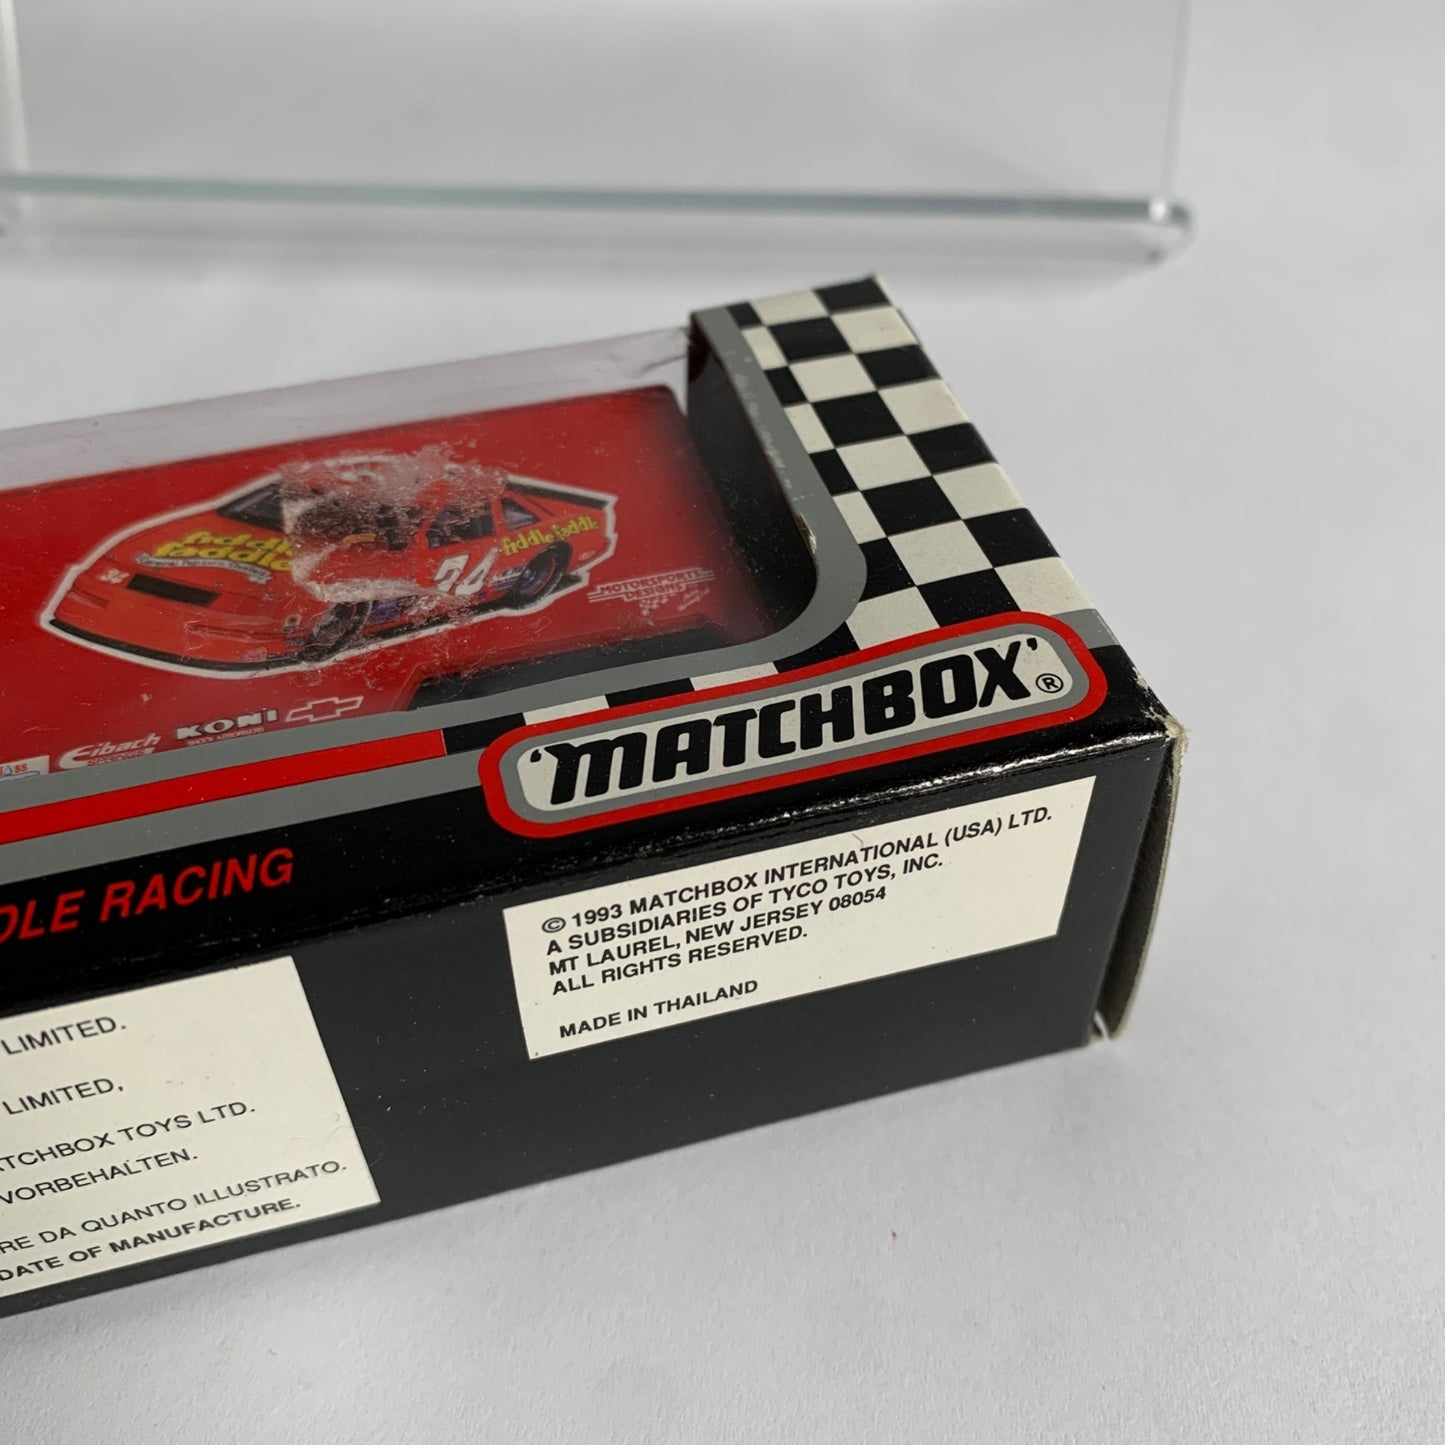 fiddle
faddle
34
34
fiddle faddle
MOTORSPORTS
DESIGNS
KONI
Eibach
'MATCHBOX'®
DLE RACING
© 1993 MATCHBOX INTERNATIONAL (USA) LTD.
A SUBSIDIARIES OF TYCO TOYS, INC.
MT LAUREL, NEW JERSEY 08054
ALL RIGHTS RESERVED.
MADE IN THAILAND
LIMITED.
LIMITED,
ATCHBOX TOYS LTD.
VORBEHALTEN.
RE DA QUANTO ILLUSTRATO.
DATE OF MANUFACTURE.